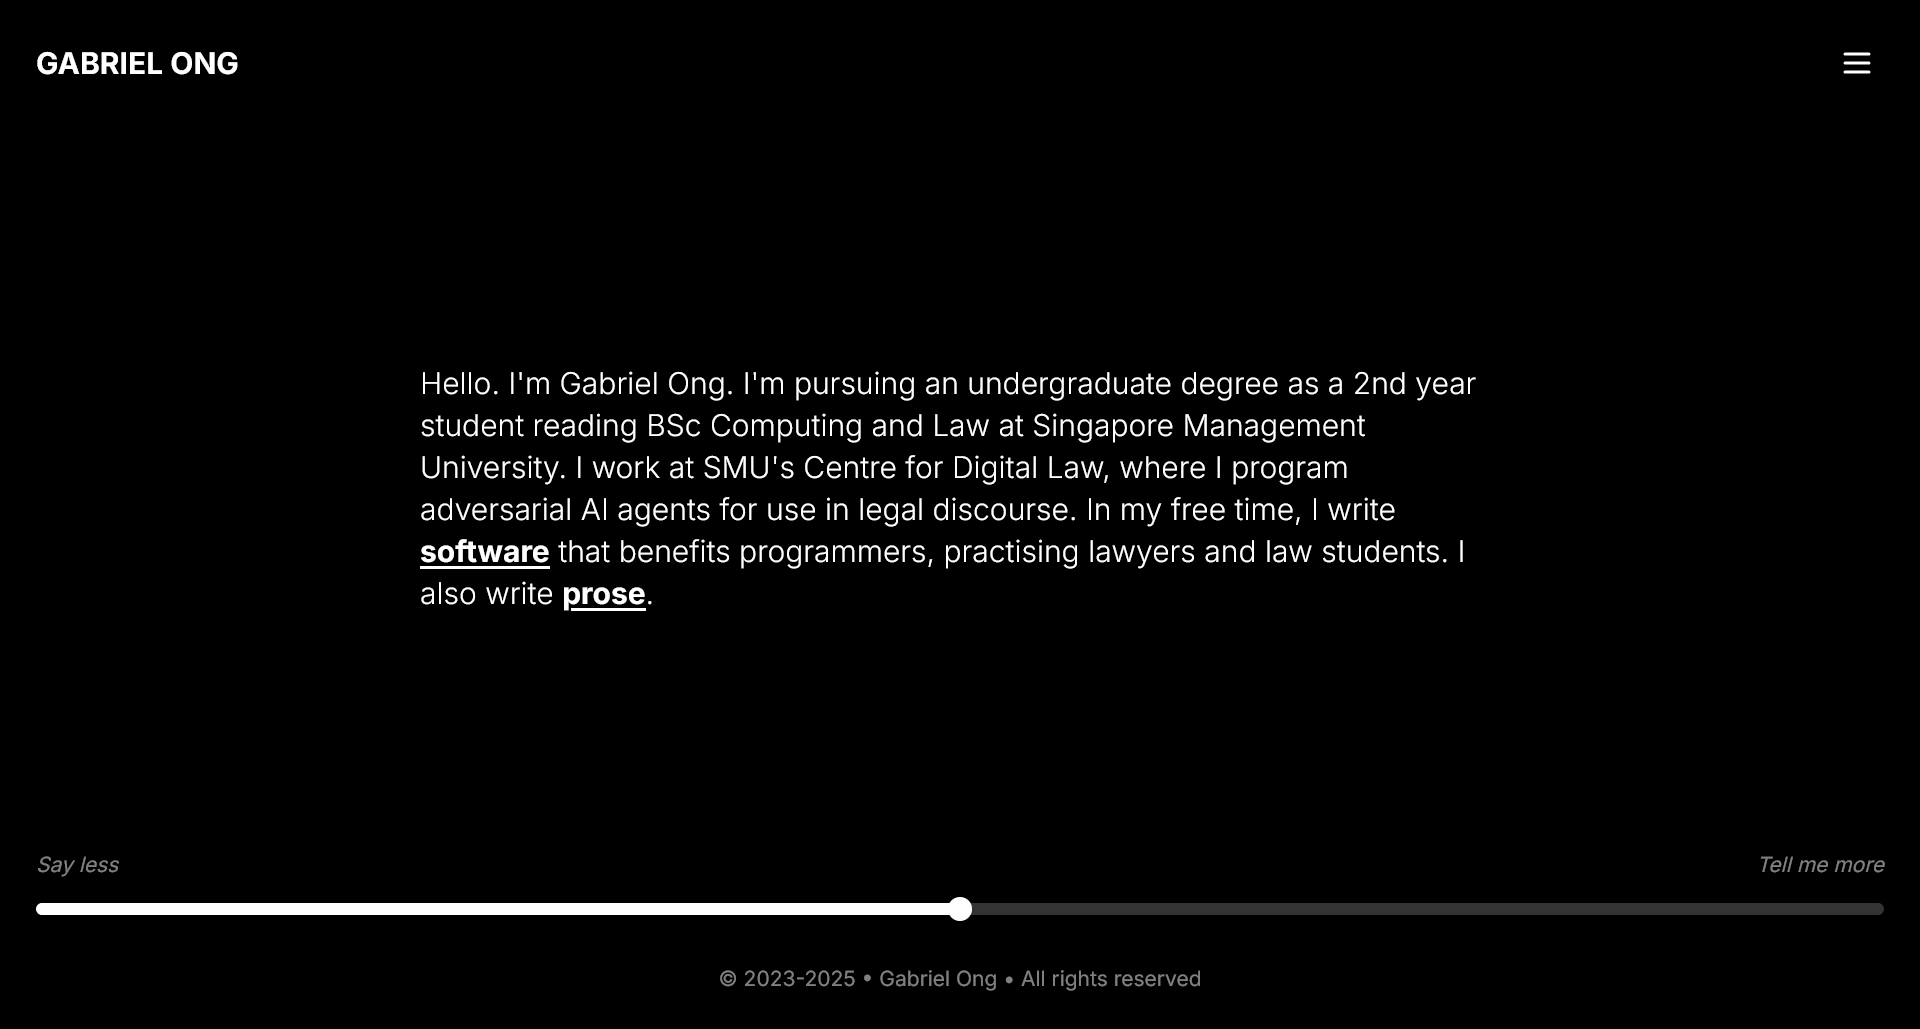 GABRIEL ONG
Hello. I'm Gabriel Ong. I'm pursuing an undergraduate degree as a 2nd year
student reading BSc Computing and Law at Singapore Management
University. I work at SMU's Centre for Digital Law, where I program
adversarial AI agents for use in legal discourse. In my free time, I write
software that benefits programmers, practising lawyers and law students. I
also write prose.
Say less
Tell me more
© 2023-2025 • Gabriel Ong • All rights reserved